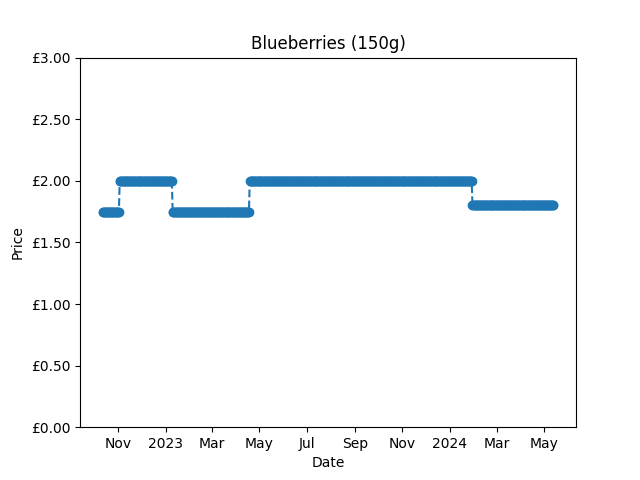 Blueberries (150g)
£3.00
£2.50
£2.00
£1.50
£1.00
£0.50
£0.00
Price
Nov 2023 Mar May Jul Sep Nov 2024 Mar May
Date